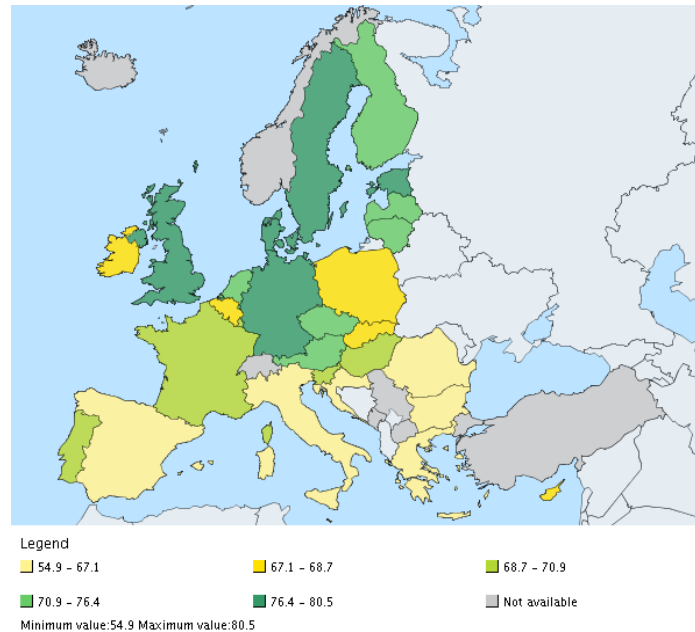 Legend
54.9 - 67.1 67.1 - 68.7 68.7 - 70.9
70.9 - 76.4 76.4 - 80.5 Not available
Minimum value:54.9 Maximum value:80.5